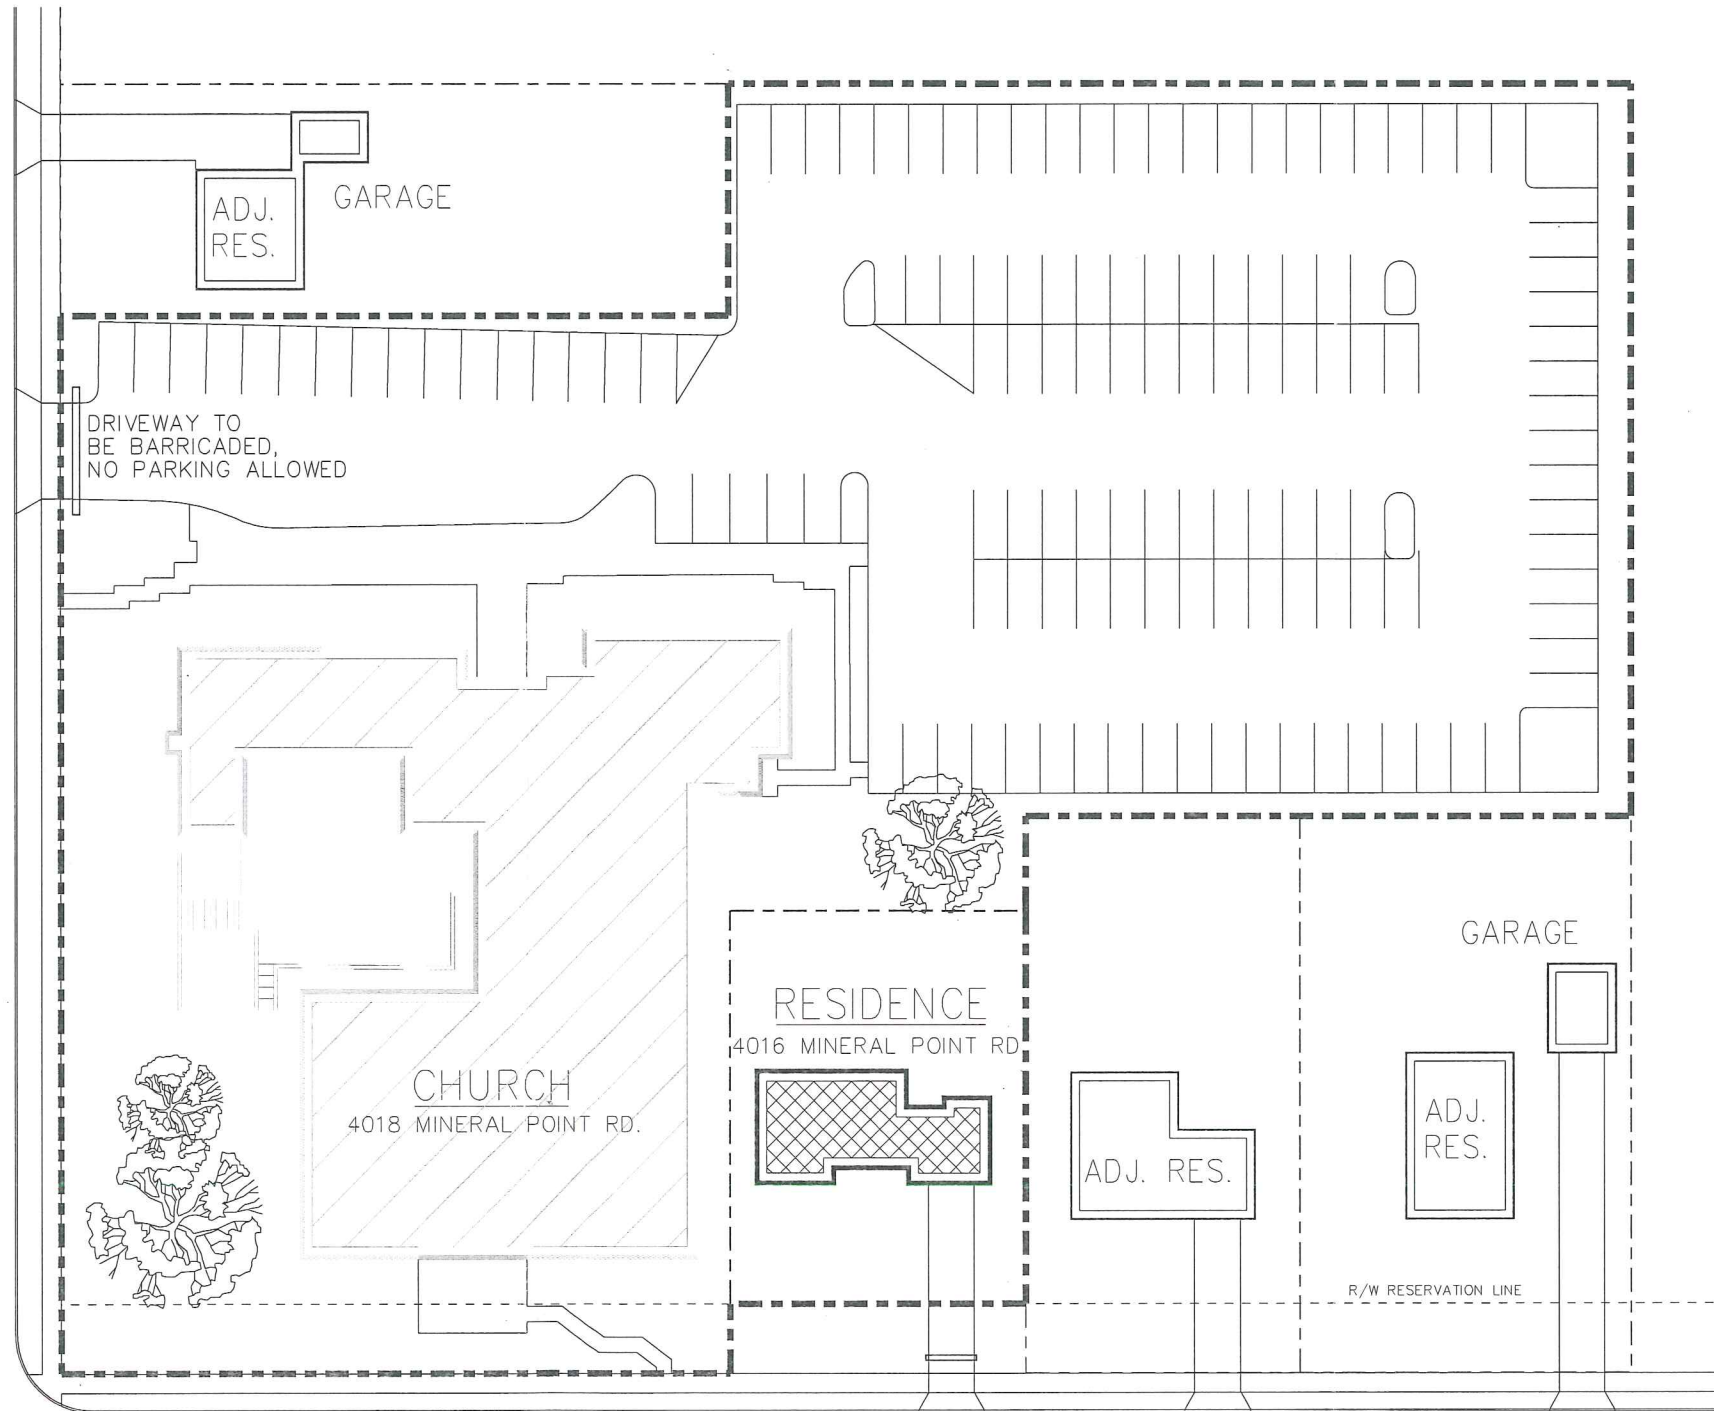 GARAGE
ADJ.
RES.
DRIVEWAY TO
BE BARRICADED,
NO PARKING ALLOWED
GARAGE
RESIDENCE
4016 MINERAL POINT RD
CHURCH
4018 MINERAL POINT RD.
ADJ. RES.
ADJ.
RES.
R/W RESERVATION LINE